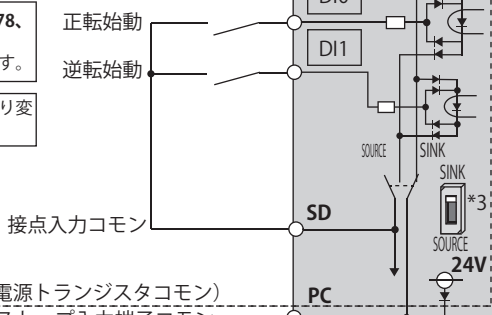 78、
す。
り変
正転始動
DI0
逆転始動
DI1
SOURCE
SINK
SINK
*3
SOURCE
接点入力コモン
SD
24V
電源トランジスタコモン）
PC